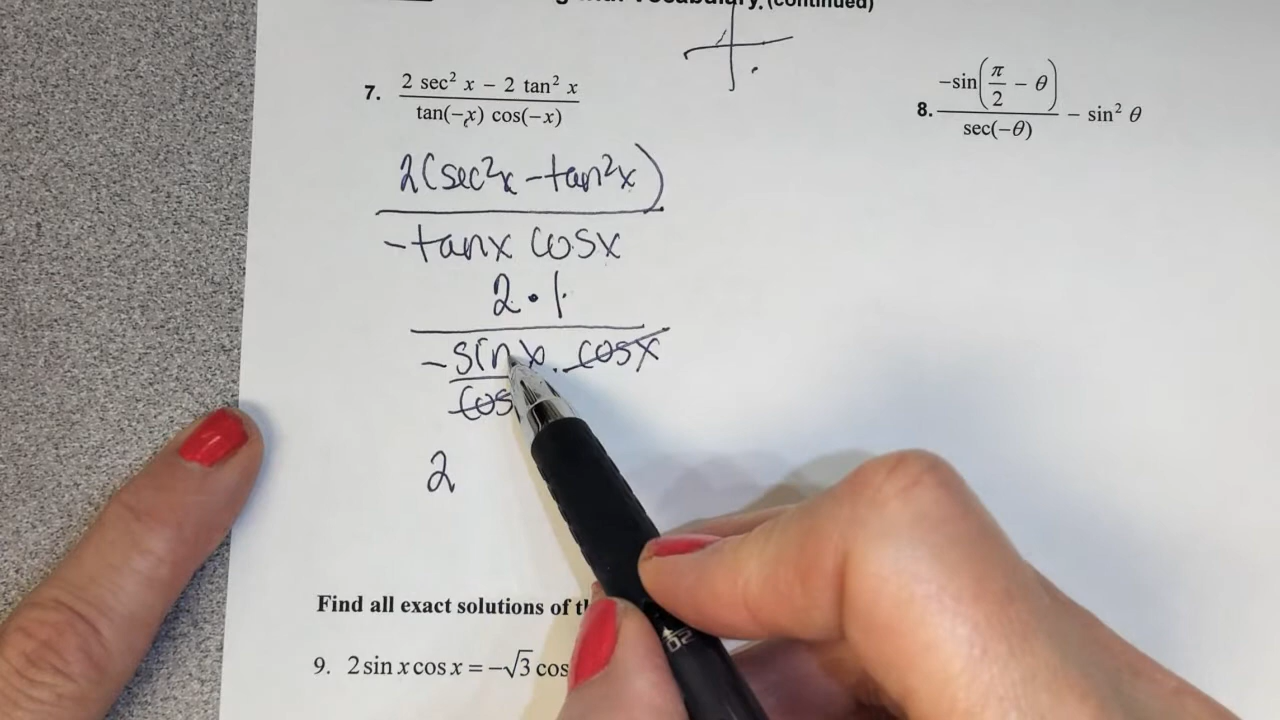 Vocabulary. (continued)
7. 2 sec² x − 2 tan² x / tan(−x) cos(−x)
8. −sin(π/2 − θ) / sec(−θ) − sin² θ
2(sec²x − tan²x)
−tanx cosx
2 · 1
−sinx · cosx
cos
2
Find all exact solutions of
9. 2 sin x cos x = −√3 cos